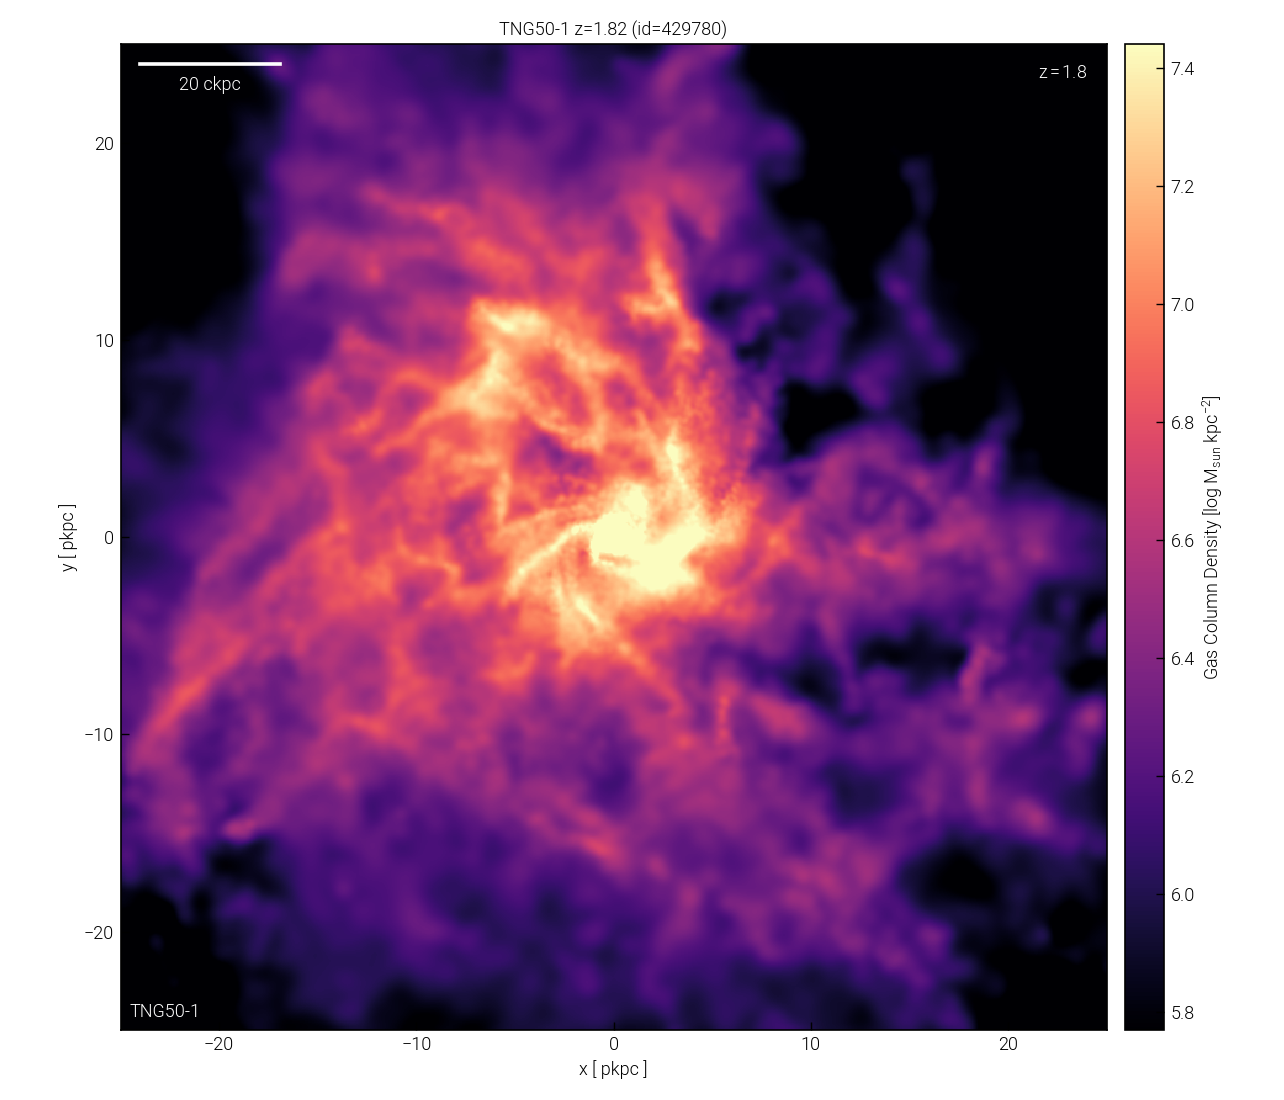 TNG50-1 z=1.82 (id=429780)
20 ckpc
z=1.8
TNG50-1
20
10
0
−10
−20
y [ pkpc ]
−20
−10
0
10
20
x [ pkpc ]
7.4
7.2
7.0
6.8
6.6
6.4
6.2
6.0
5.8
Gas Column Density [log M_sun kpc⁻²]